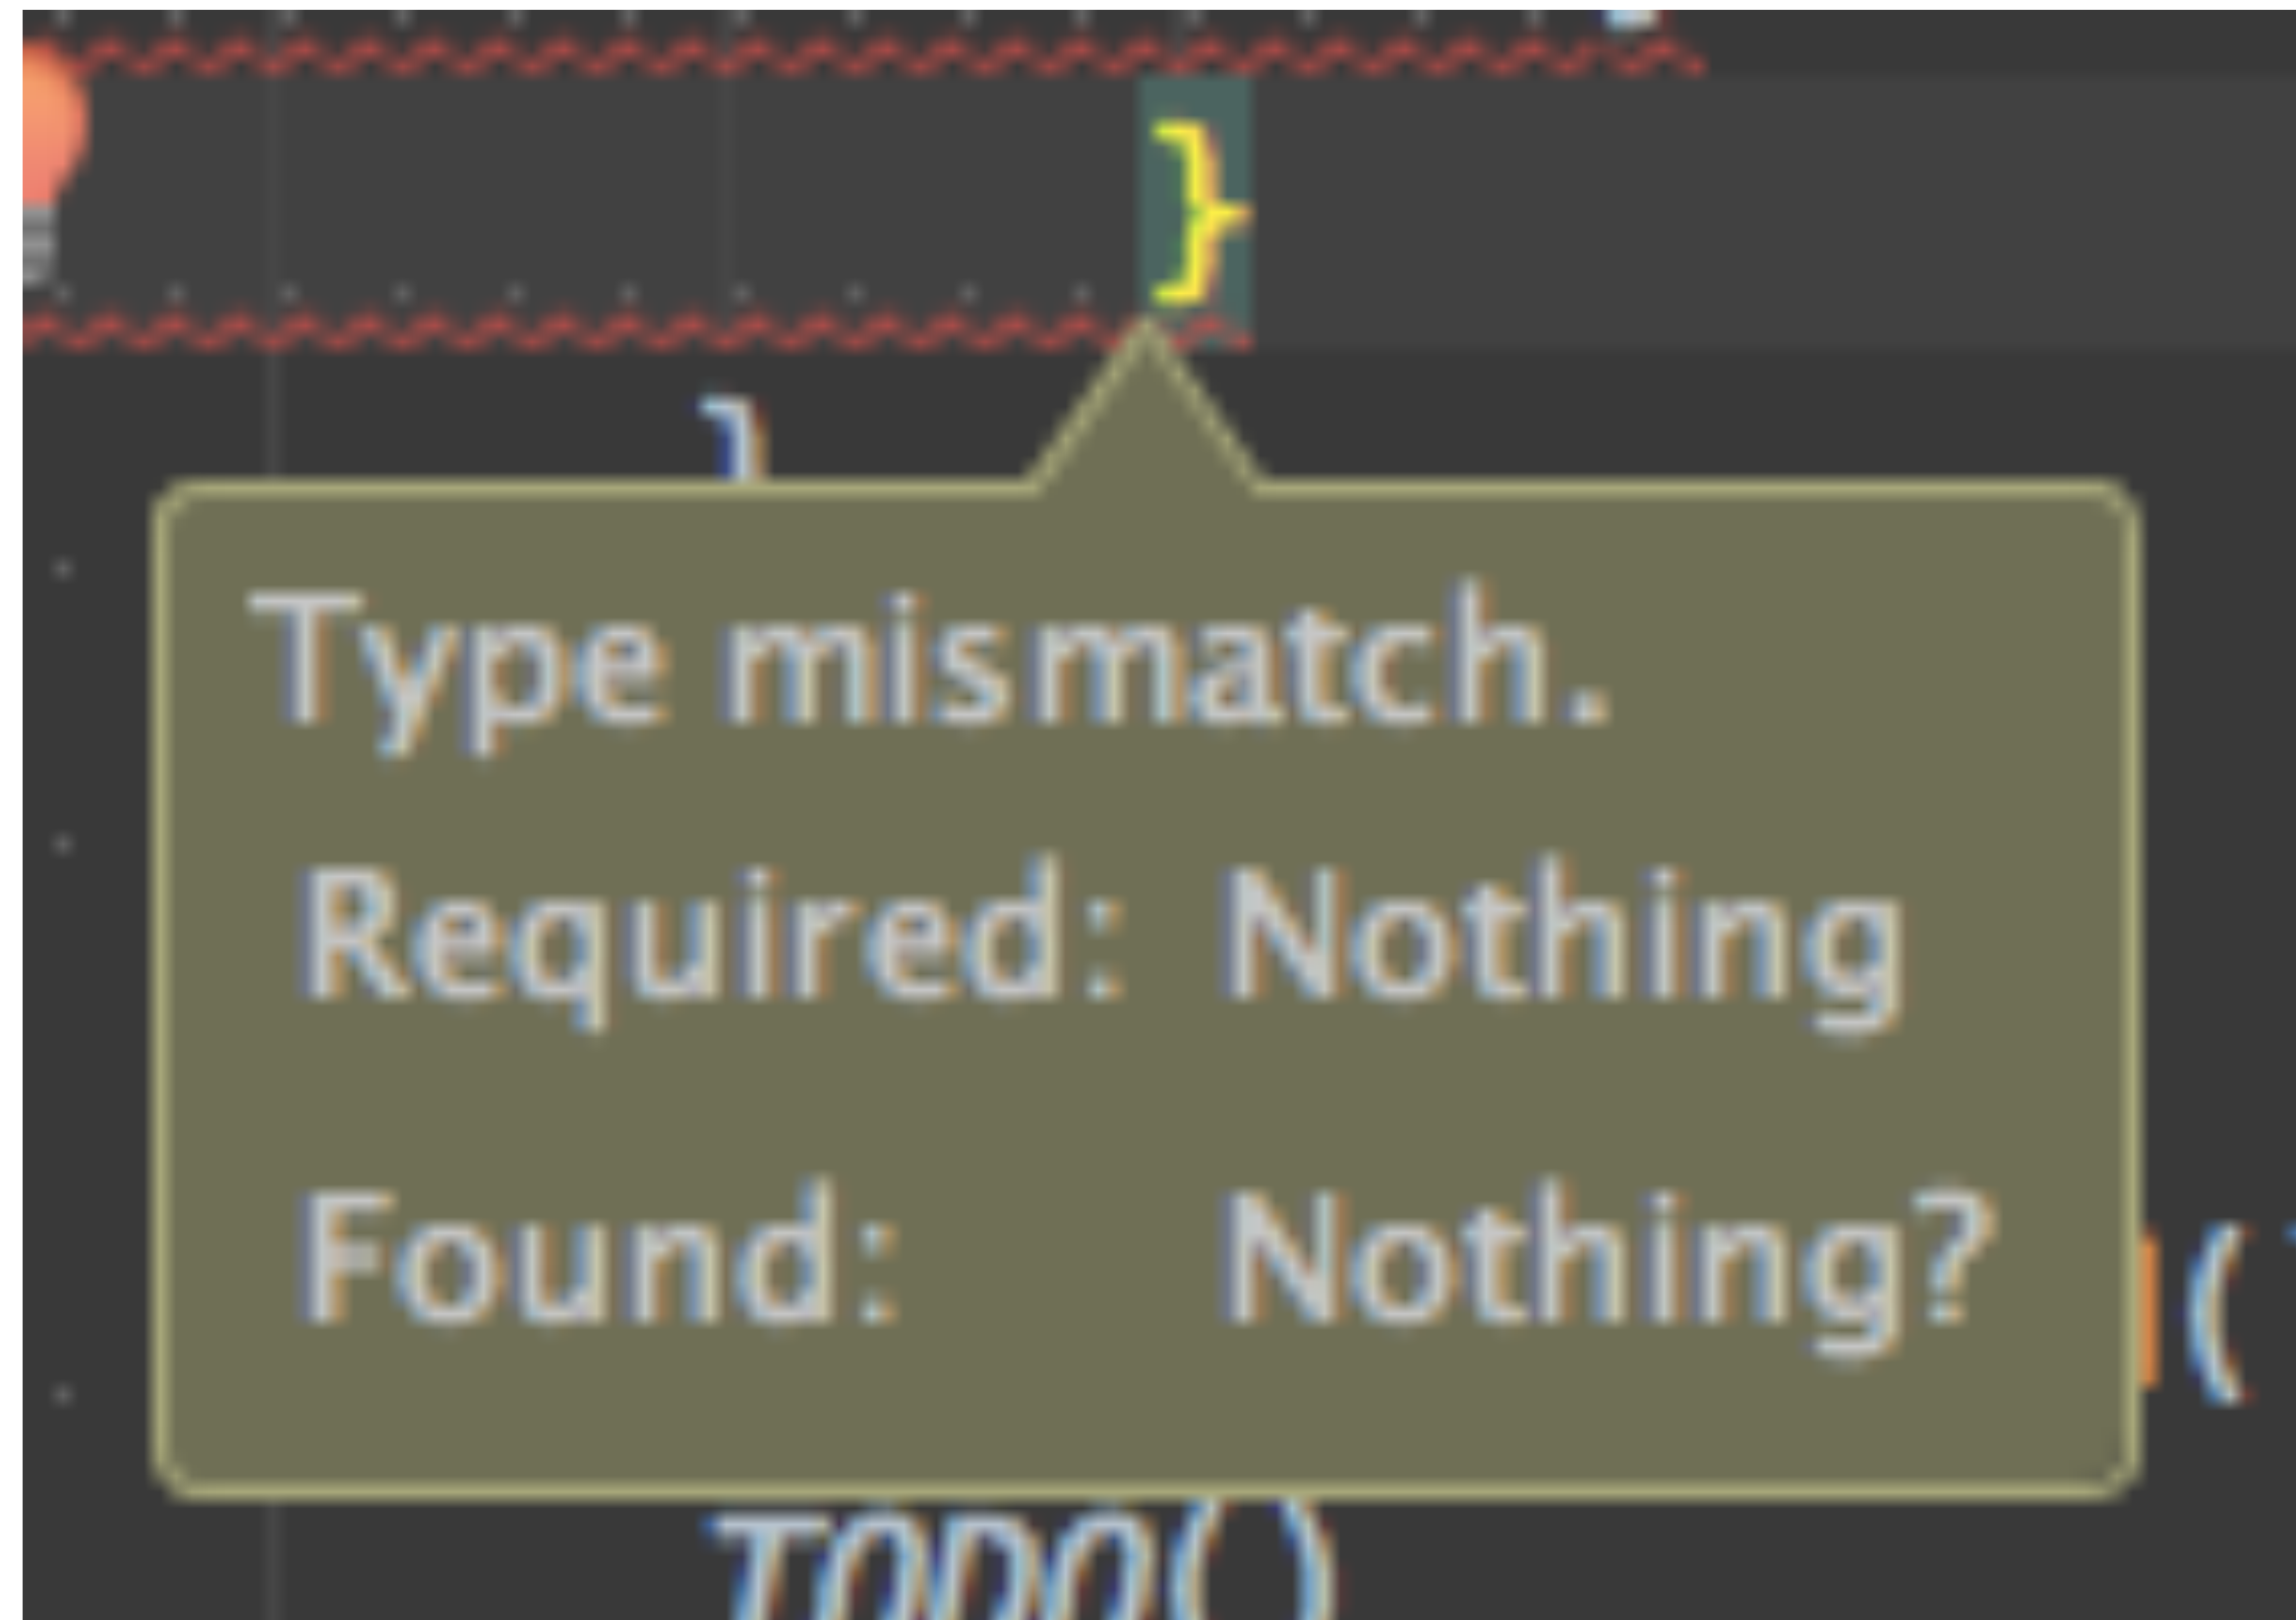 }
}
Type mismatch.
Required: Nothing
Found: Nothing?
(
TODO()